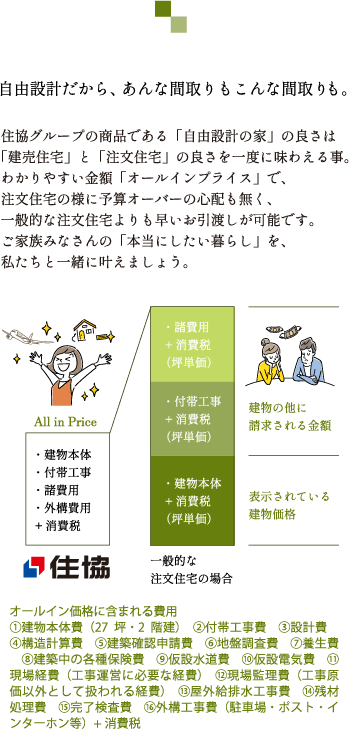 自由設計だから、あんな間取りもこんな間取りも。
住協グループの商品である「自由設計の家」の良さは
「建売住宅」と「注文住宅」の良さを一度に味わえる事。
わかりやすい金額「オールインプライス」で、
注文住宅の様に予算オーバーの心配も無く、
一般的な注文住宅よりも早いお引渡しが可能です。
ご家族みなさんの「本当にしたい暮らし」を、
私たちと一緒に叶えましょう。
All in Price
・建物本体
・付帯工事
・諸費用
・外構費用
+ 消費税
住協
・諸費用
+ 消費税
（坪単価）
・付帯工事
+ 消費税
（坪単価）
・建物本体
+ 消費税
（坪単価）
一般的な
注文住宅の場合
建物の他に
請求される金額
表示されている
建物価格
オールイン価格に含まれる費用
①建物本体費（27 坪・2 階建） ②付帯工事費 ③設計費
④構造計算費 ⑤建築確認申請費 ⑥地盤調査費 ⑦養生費
⑧建築中の各種保険費 ⑨仮設水道費 ⑩仮設電気費 ⑪
現場経費（工事運営に必要な経費） ⑫現場監理費（工事原
価以外として扱われる経費） ⑬屋外給排水工事費 ⑭残材
処理費 ⑮完了検査費 ⑯外構工事費（駐車場・ポスト・イ
ンターホン等）+ 消費税